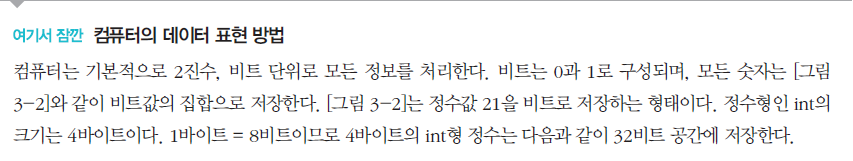 여기서 잠깐 컴퓨터의 데이터 표현 방법
컴퓨터는 기본적으로 2진수, 비트 단위로 모든 정보를 처리한다. 비트는 0과 1로 구성되며, 모든 숫자는 [그림
3-2]와 같이 비트값의 집합으로 저장한다. [그림 3-2]는 정수값 21을 비트로 저장하는 형태이다. 정수형인 int의
크기는 4바이트이다. 1바이트 = 8비트이므로 4바이트의 int형 정수는 다음과 같이 32비트 공간에 저장한다.